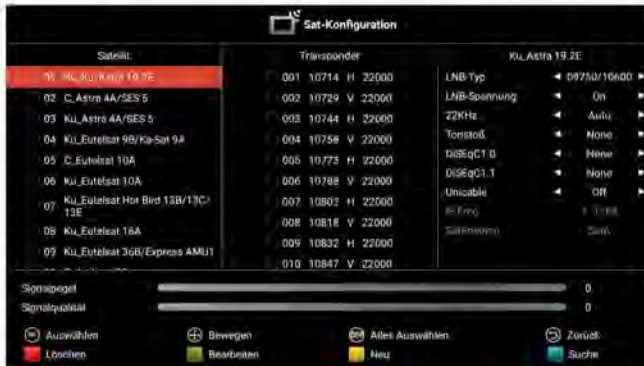 Sat-Konfiguration
Satellit
01 Ku_Ku-Astra 19.2E
02 C_Astra 4A/SES 5
03 Ku_Astra 4A/SES 5
04 Ku_Eutelsat 9B/Ka-Sat 9A
05 C_Eutelsat 10A
06 Ku_Eutelsat 10A
07 Ku_Eutelsat Hot Bird 13B/13C/
13E
08 Ku_Eutelsat 16A
09 Ku_Eutelsat 36B/Express AMU1
Transponder
001 10714 H 22000
002 10729 V 22000
003 10744 H 22000
004 10758 V 22000
005 10773 H 22000
006 10788 V 22000
007 10803 H 22000
008 10818 V 22000
009 10832 H 22000
010 10847 V 22000
Ku_Astra 19.2E
LNB-Typ 09750/10600
LNB-Spannung On
22KHz Auto
Tonstoß None
DiSEqC1.0 None
DiSEqC1.1 None
Unicable Off
Signalpegel 0
Signalqualität 0
Auswählen
Bewegen
Alles Auswählen
Zurück
Löschen
Bearbeiten
Neu
Suche